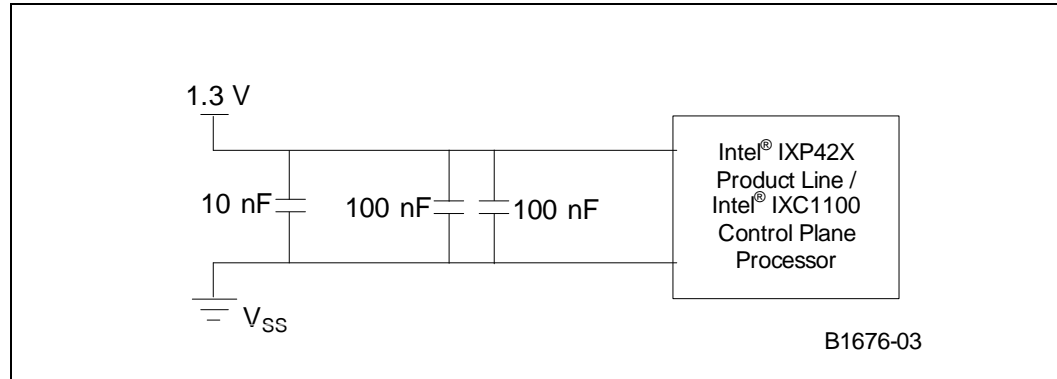 1.3 V
10 nF
100 nF
100 nF
VSS
Intel® IXP42X
Product Line /
Intel® IXC1100
Control Plane
Processor
B1676-03